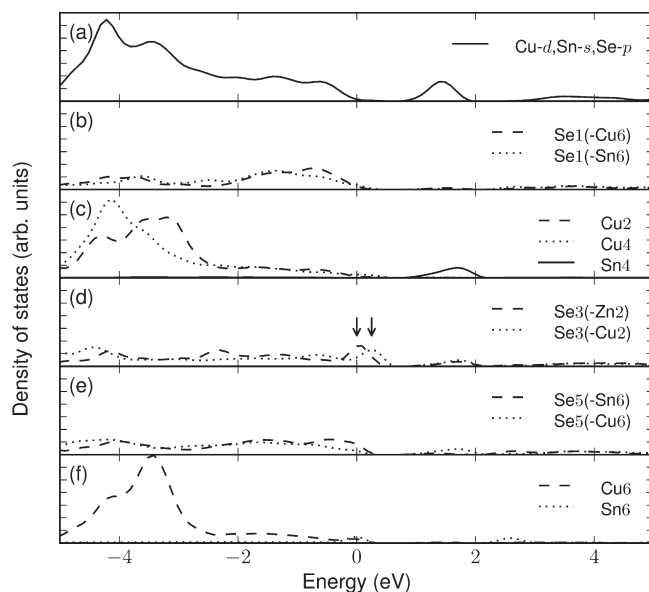 (a)
Cu-d,Sn-s,Se-p
(b)
Se1(-Cu6)
Se1(-Sn6)
(c)
Cu2
Cu4
Sn4
(d)
Se3(-Zn2)
Se3(-Cu2)
(e)
Se5(-Sn6)
Se5(-Cu6)
(f)
Cu6
Sn6
Density of states (arb. units)
−4 −2 0 2 4
Energy (eV)